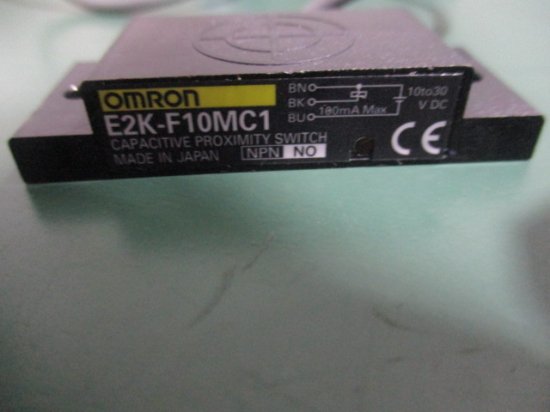 OMRON
E2K-F10MC1
CAPACITIVE PROXIMITY SWITCH
MADE IN JAPAN NPN NO
BN 10to30
BK V DC
100mA Max
BU
CE